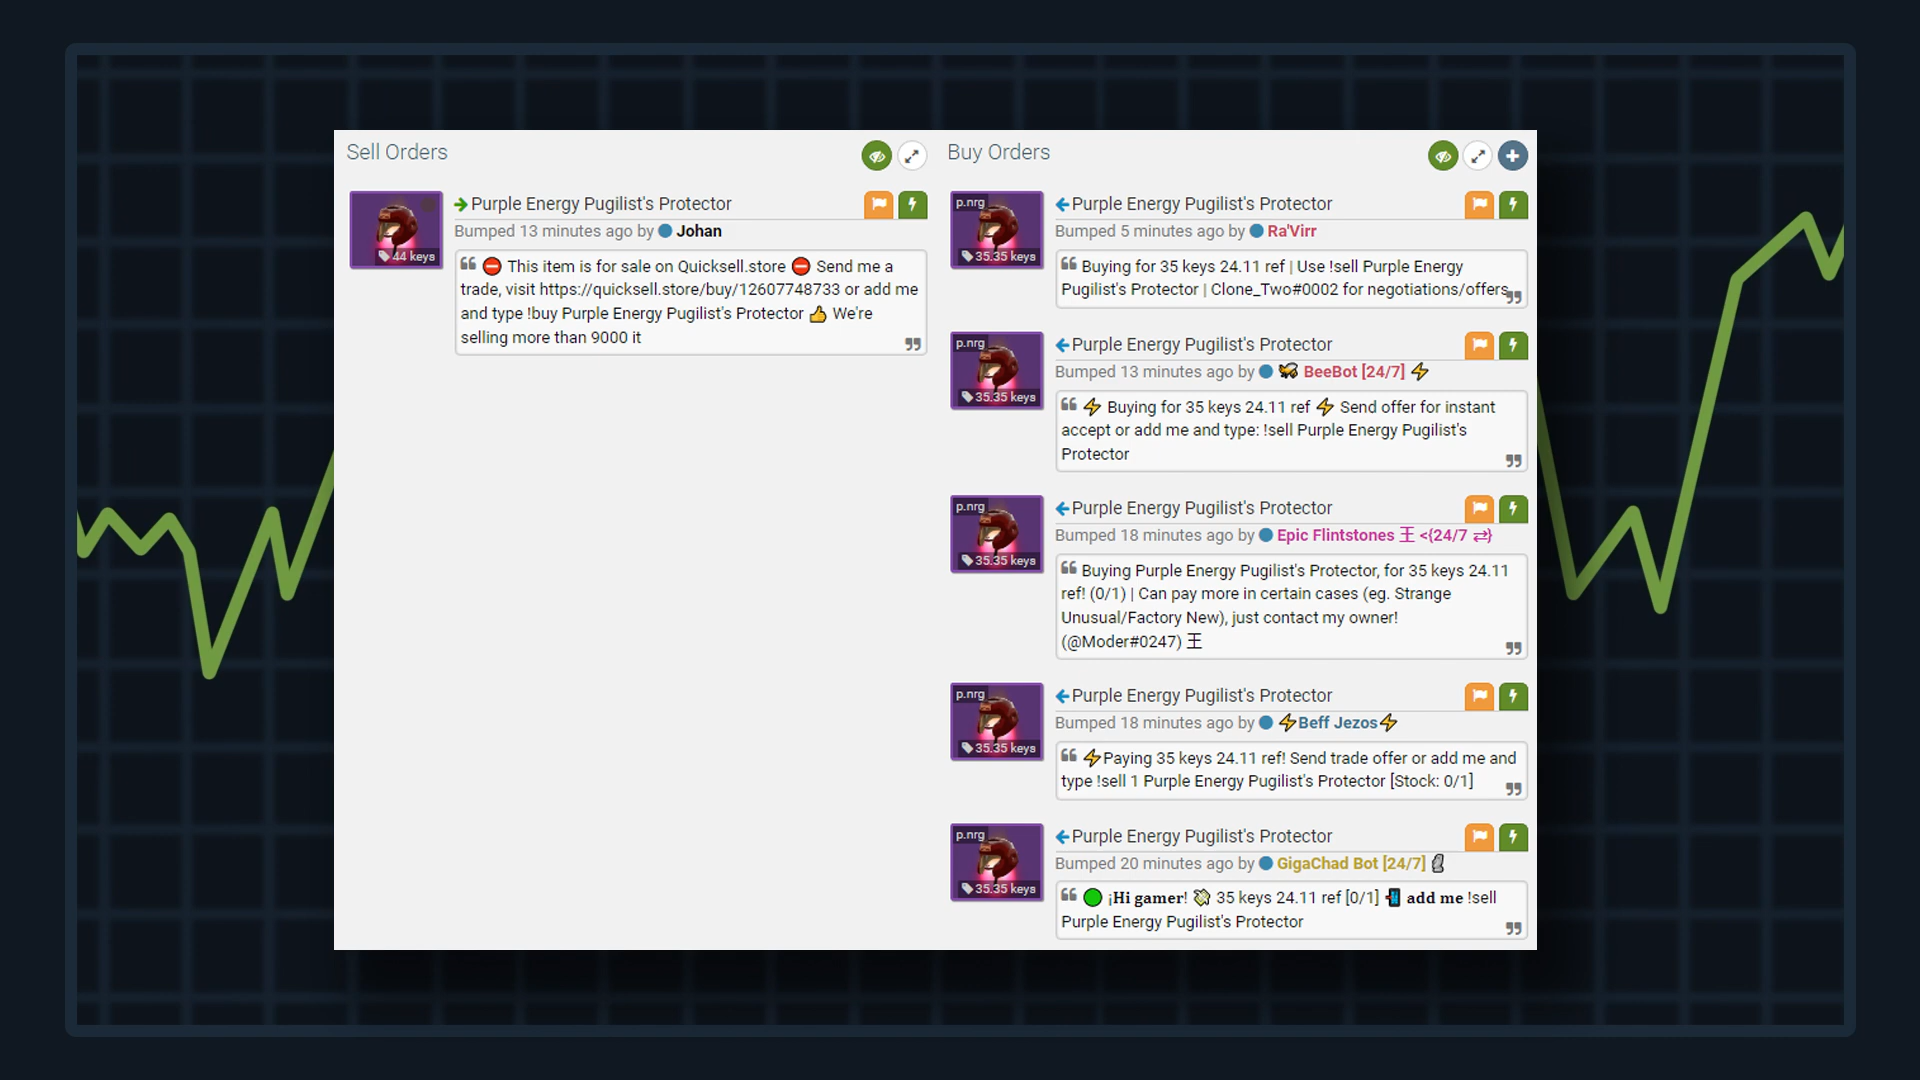 Sell Orders
Purple Energy Pugilist's Protector
Bumped 13 minutes ago by Johan
44 keys
⛔ This item is for sale on Quicksell.store ⛔ Send me a
trade, visit https://quicksell.store/buy/12607748733 or add me
and type !buy Purple Energy Pugilist's Protector 👍 We're
selling more than 9000 it
Buy Orders
p.nrg
Purple Energy Pugilist's Protector
Bumped 5 minutes ago by Ra'Virr
35.35 keys
Buying for 35 keys 24.11 ref | Use !sell Purple Energy
Pugilist's Protector | Clone_Two#0002 for negotiations/offers
p.nrg
Purple Energy Pugilist's Protector
Bumped 13 minutes ago by 🐝 BeeBot [24/7] ⚡
35.35 keys
⚡ Buying for 35 keys 24.11 ref ⚡ Send offer for instant
accept or add me and type: !sell Purple Energy Pugilist's
Protector
p.nrg
Purple Energy Pugilist's Protector
Bumped 18 minutes ago by Epic Flintstones 王 <{24/7 ⇄}
35.35 keys
Buying Purple Energy Pugilist's Protector, for 35 keys 24.11
ref! (0/1) | Can pay more in certain cases (eg. Strange
Unusual/Factory New), just contact my owner!
(@Moder#0247) 王
p.nrg
Purple Energy Pugilist's Protector
Bumped 18 minutes ago by ⚡Beff Jezos⚡
35.35 keys
⚡Paying 35 keys 24.11 ref! Send trade offer or add me and
type !sell 1 Purple Energy Pugilist's Protector [Stock: 0/1]
p.nrg
Purple Energy Pugilist's Protector
Bumped 20 minutes ago by GigaChad Bot [24/7] 🗿
35.35 keys
🟢 ¡Hi gamer! 💸 35 keys 24.11 ref [0/1] 📲 add me !sell
Purple Energy Pugilist's Protector